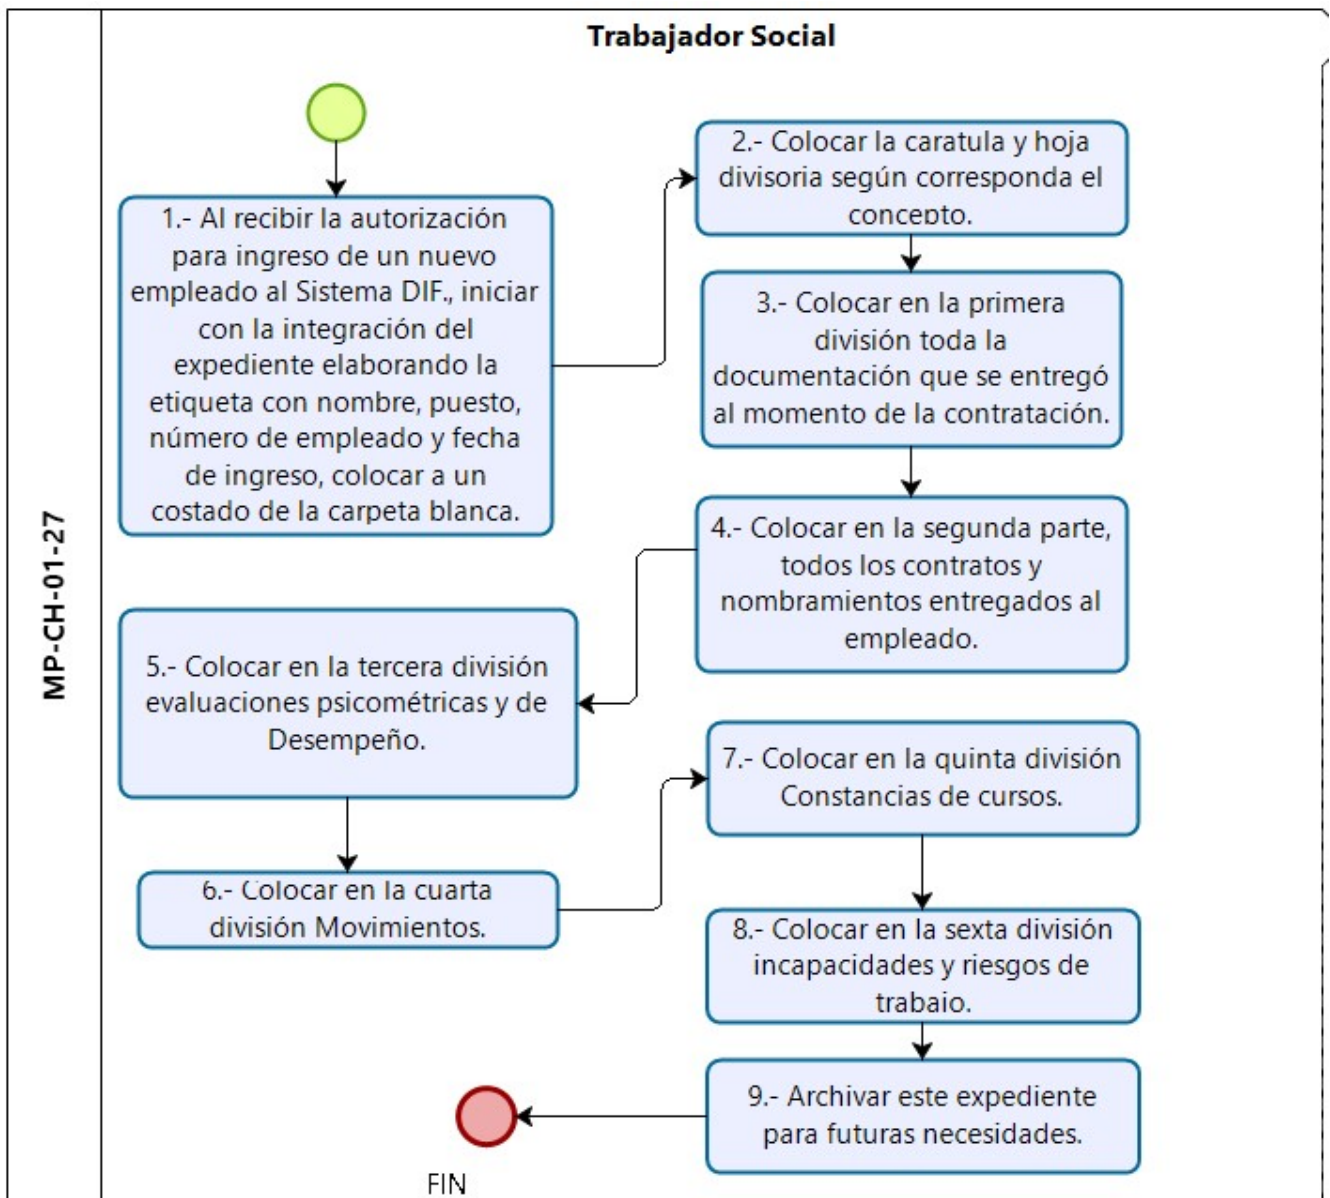 Trabajador Social
MP-CH-01-27
1.- Al recibir la autorización
para ingreso de un nuevo
empleado al Sistema DIF., iniciar
con la integración del
expediente elaborando la
etiqueta con nombre, puesto,
número de empleado y fecha
de ingreso, colocar a un
costado de la carpeta blanca.
2.- Colocar la caratula y hoja
divisoria según corresponda el
concepto.
3.- Colocar en la primera
división toda la
documentación que se entregó
al momento de la contratación.
4.- Colocar en la segunda parte,
todos los contratos y
nombramientos entregados al
empleado.
5.- Colocar en la tercera división
evaluaciones psicométricas y de
Desempeño.
6.- Colocar en la cuarta
división Movimientos.
7.- Colocar en la quinta división
Constancias de cursos.
8.- Colocar en la sexta división
incapacidades y riesgos de
trabajo.
9.- Archivar este expediente
para futuras necesidades.
FIN